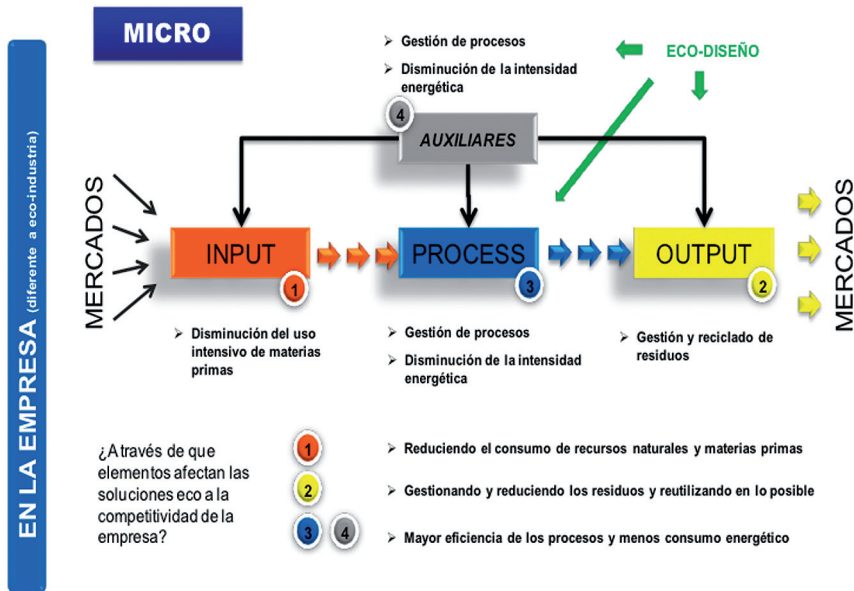 MICRO
➢ Gestión de procesos
➢ Disminución de la intensidad
energética
ECO-DISEÑO
4
AUXILIARES
EN LA EMPRESA (diferente a eco-industria)
MERCADOS
INPUT
1
PROCESS
3
OUTPUT
2
MERCADOS
➢ Disminución del uso
intensivo de materias
primas
➢ Gestión de procesos
➢ Disminución de la intensidad
energética
➢ Gestión y reciclado de
residuos
¿A través de que
elementos afectan las
soluciones eco a la
competitividad de la
empresa?
1
➢ Reduciendo el consumo de recursos naturales y materias primas
2
➢ Gestionando y reduciendo los residuos y reutilizando en lo posible
3 4
➢ Mayor eficiencia de los procesos y menos consumo energético